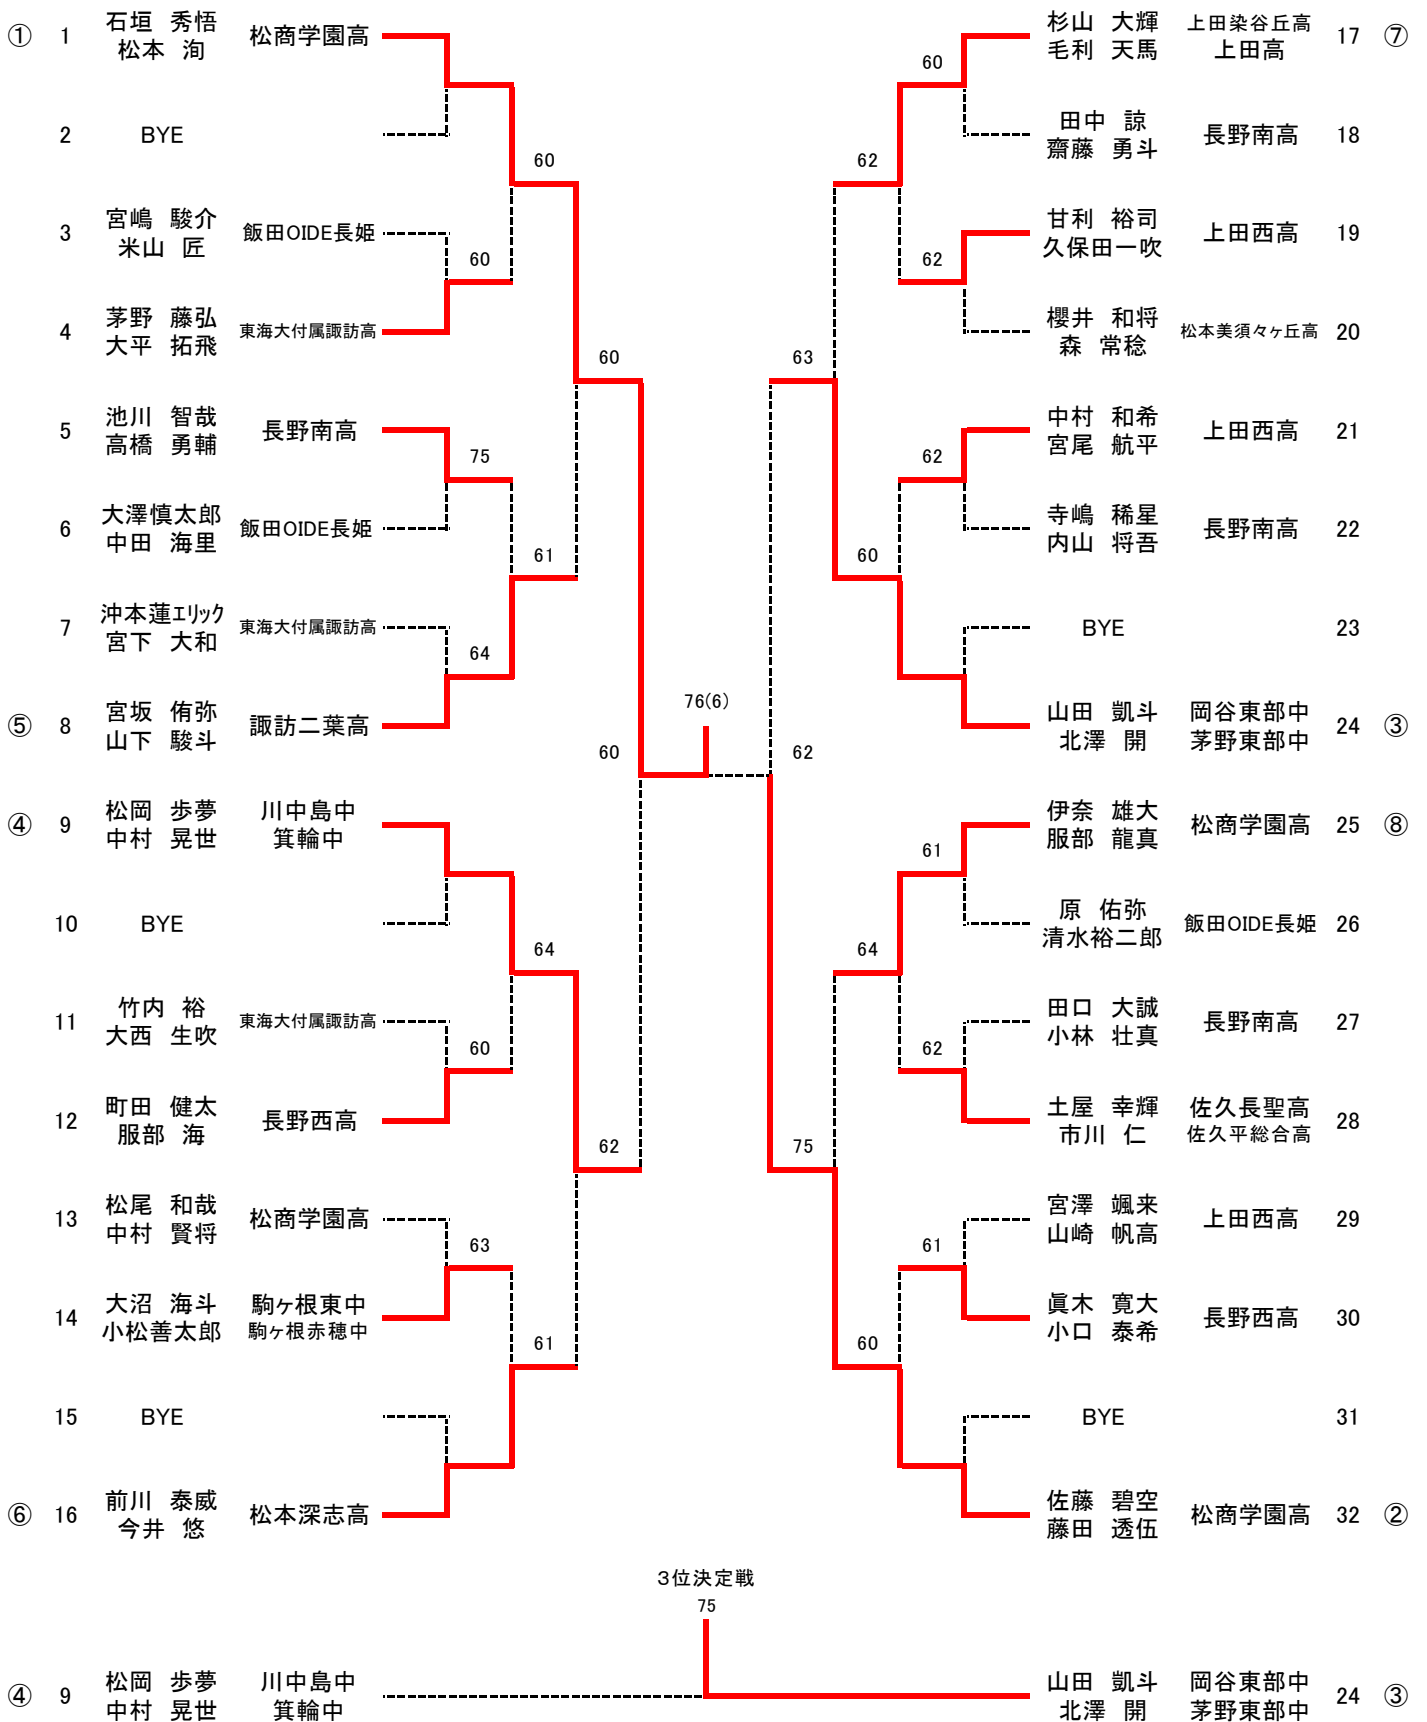 ① 1 石垣 秀悟 松本 洵 松商学園高
2 BYE
3 宮嶋 駿介 米山 匠 飯田OIDE長姫
4 茅野 藤弘 大平 拓飛 東海大付属諏訪高
5 池川 智哉 高橋 勇輔 長野南高
6 大澤慎太郎 中田 海里 飯田OIDE長姫
7 沖本蓮エリック 宮下 大和 東海大付属諏訪高
⑤ 8 宮坂 侑弥 山下 駿斗 諏訪二葉高
④ 9 松岡 歩夢 中村 晃世 川中島中 箕輪中
10 BYE
11 竹内 裕 大西 生吹 東海大付属諏訪高
12 町田 健太 服部 海 長野西高
13 松尾 和哉 中村 賢将 松商学園高
14 大沼 海斗 小松善太郎 駒ヶ根東中 駒ヶ根赤穂中
15 BYE
⑥ 16 前川 泰威 今井 悠 松本深志高
60
75
64
60
63
60
61
64
61
60
62
60
76(6)
62
63
75
62
60
64
60
60
62
62
61
62
61
杉山 大輝 毛利 天馬 上田染谷丘高 上田高 17 ⑦
田中 諒 齋藤 勇斗 長野南高 18
甘利 裕司 久保田一吹 上田西高 19
櫻井 和将 森 常稔 松本美須々ヶ丘高 20
中村 和希 宮尾 航平 上田西高 21
寺嶋 稀星 内山 将吾 長野南高 22
BYE 23
山田 凱斗 北澤 開 岡谷東部中 茅野東部中 24 ③
伊奈 雄大 服部 龍真 松商学園高 25 ⑧
原 佑弥 清水裕二郎 飯田OIDE長姫 26
田口 大誠 小林 壮真 長野南高 27
土屋 幸輝 市川 仁 佐久長聖高 佐久平総合高 28
宮澤 颯来 山崎 帆高 上田西高 29
眞木 寛大 小口 泰希 長野西高 30
BYE 31
佐藤 碧空 藤田 透伍 松商学園高 32 ②
3位決定戦
75
④ 9 松岡 歩夢 中村 晃世 川中島中 箕輪中
山田 凱斗 北澤 開 岡谷東部中 茅野東部中 24 ③